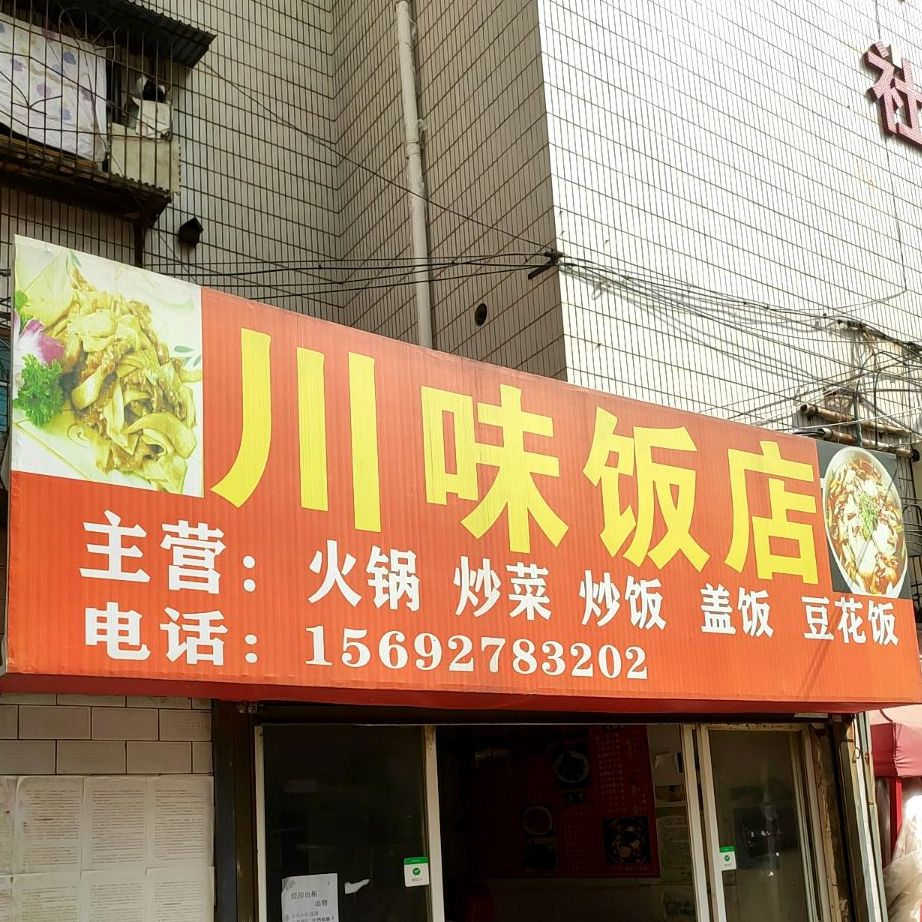 社
川味饭店
主营：火锅 炒菜 炒饭 盖饭 豆花饭
电话：15692783202